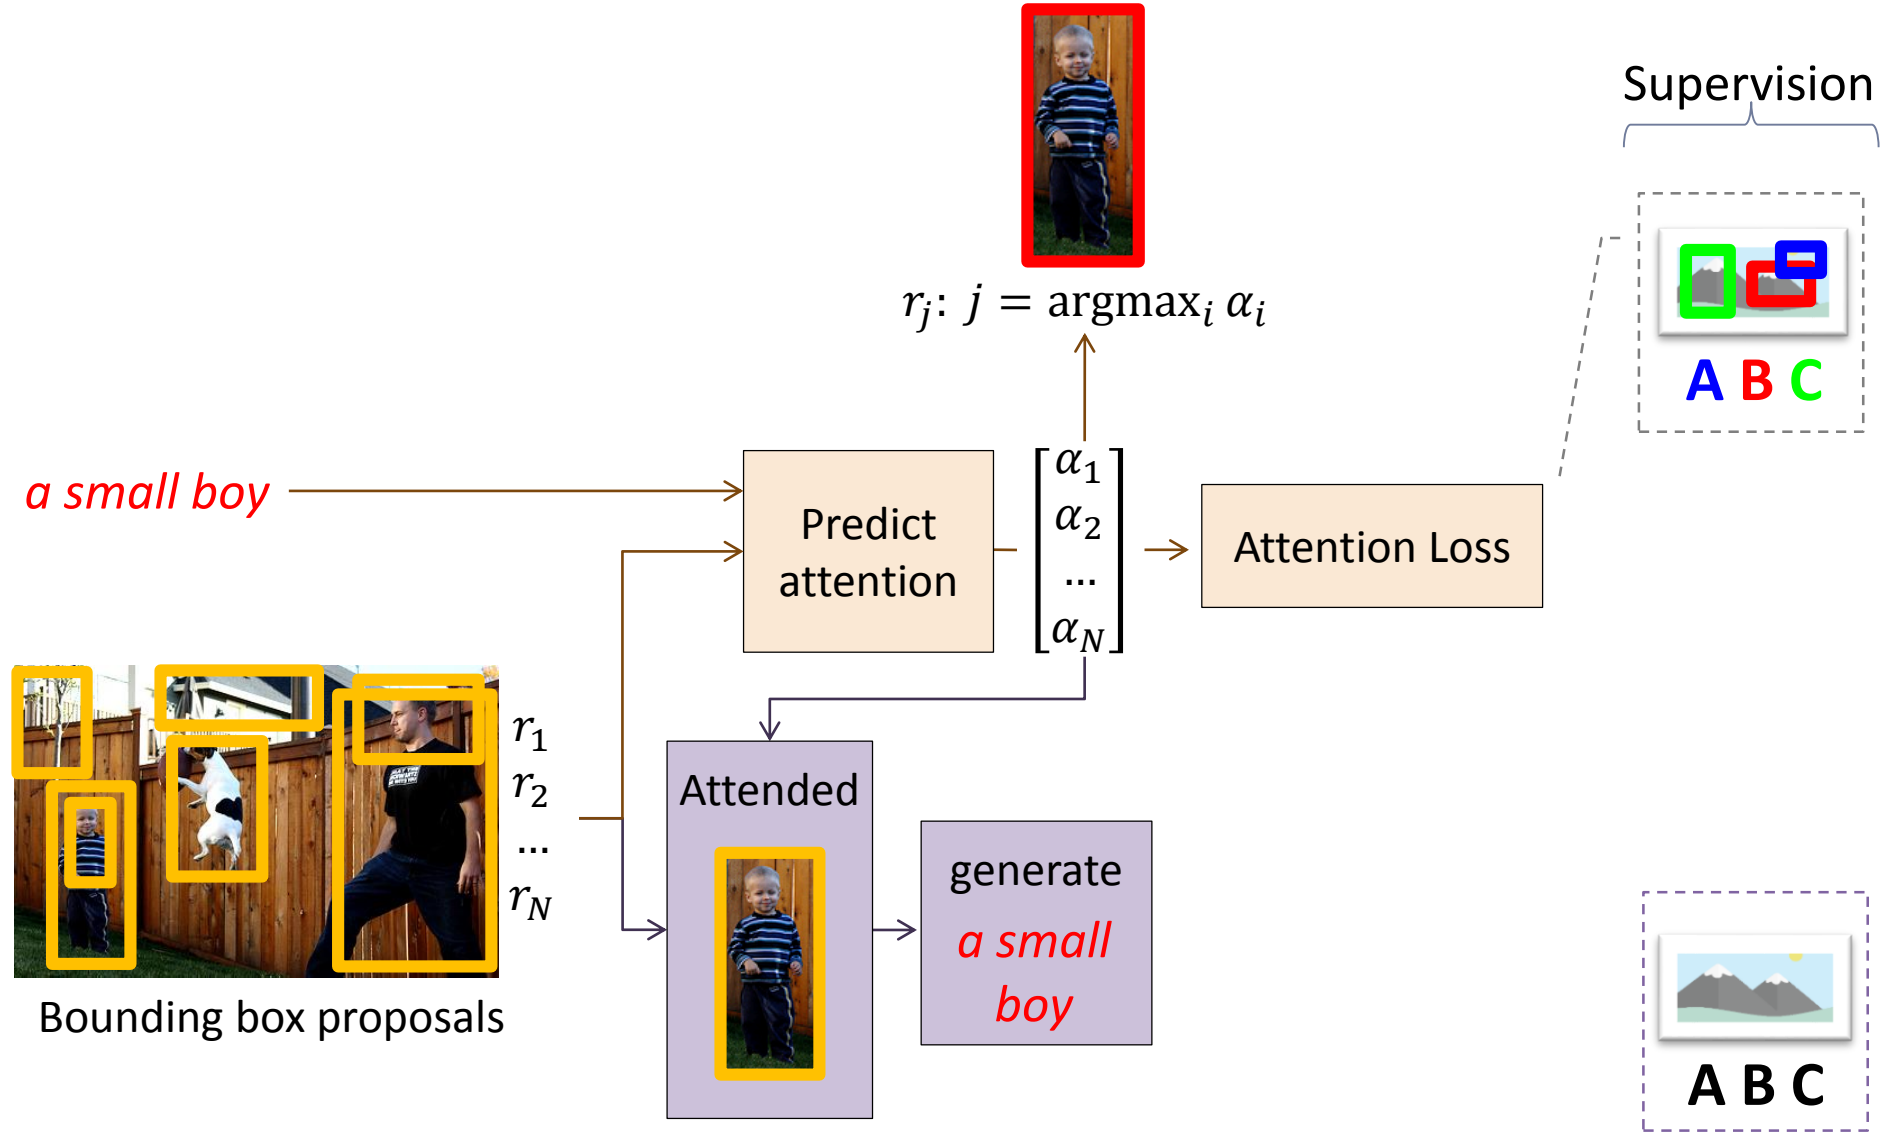 Supervision
r_j: j = argmax_i α_i
A B C
a small boy
Predict
attention
α_1
α_2
...
α_N
Attention Loss
r_1
r_2
...
r_N
Bounding box proposals
Attended
generate
a small
boy
A B C